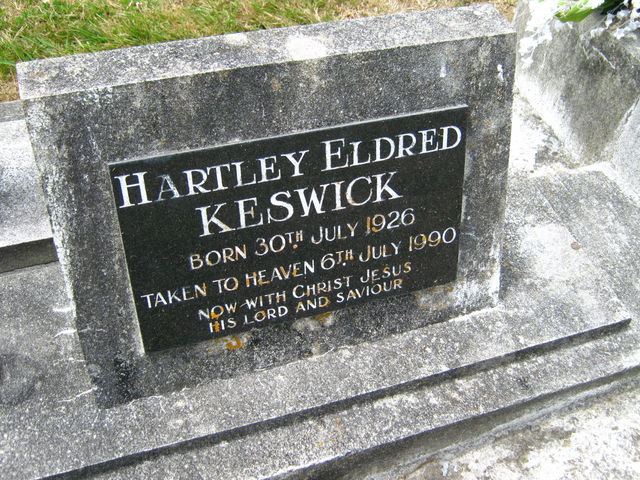 HARTLEY ELDRED
KESWICK
BORN 30TH JULY 1926
TAKEN TO HEAVEN 6TH JULY 1990
NOW WITH CHRIST JESUS
HIS LORD AND SAVIOUR